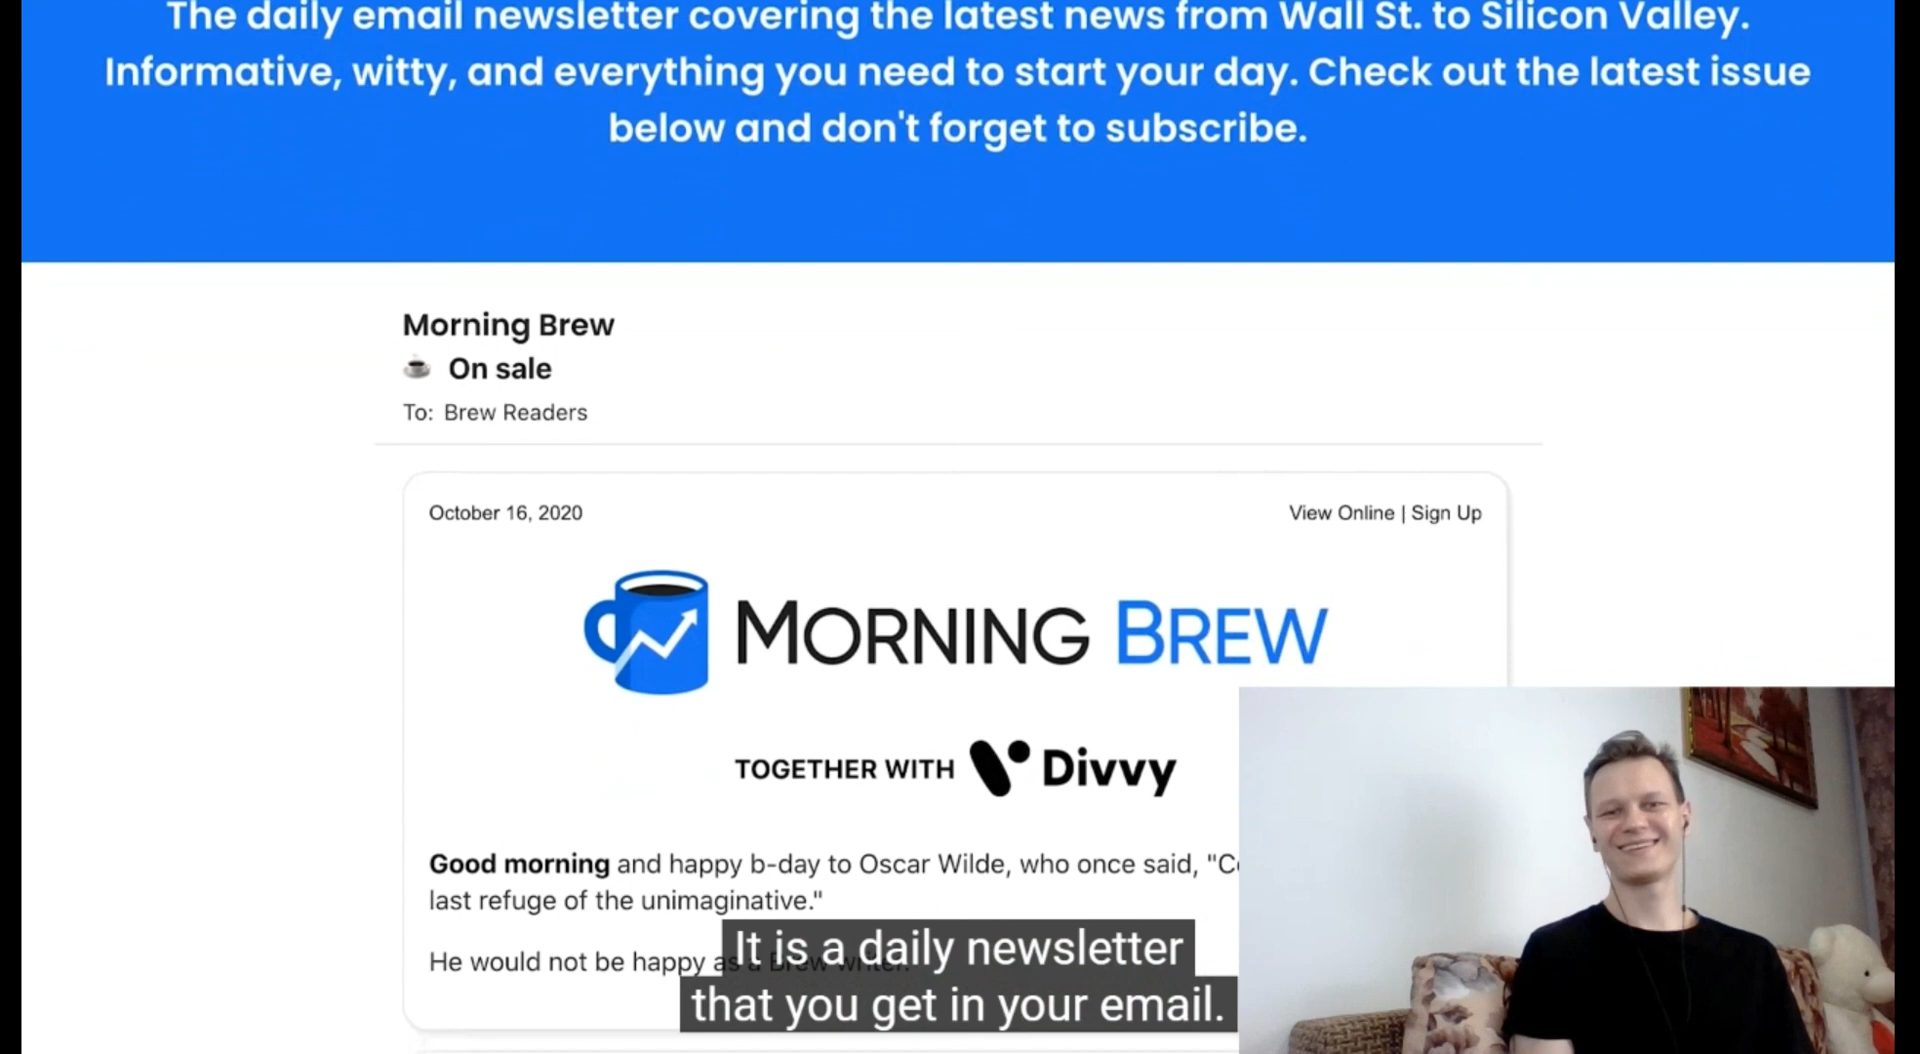 The daily email newsletter covering the latest news from Wall St. to Silicon Valley.
Informative, witty, and everything you need to start your day. Check out the latest issue
below and don't forget to subscribe.
Morning Brew
☕ On sale
To: Brew Readers
October 16, 2020
View Online | Sign Up
MORNING BREW
TOGETHER WITH Divvy
Good morning and happy b-day to Oscar Wilde, who once said, "C
last refuge of the unimaginative."
He would not be happy as a Brew writer.
It is a daily newsletter
that you get in your email.